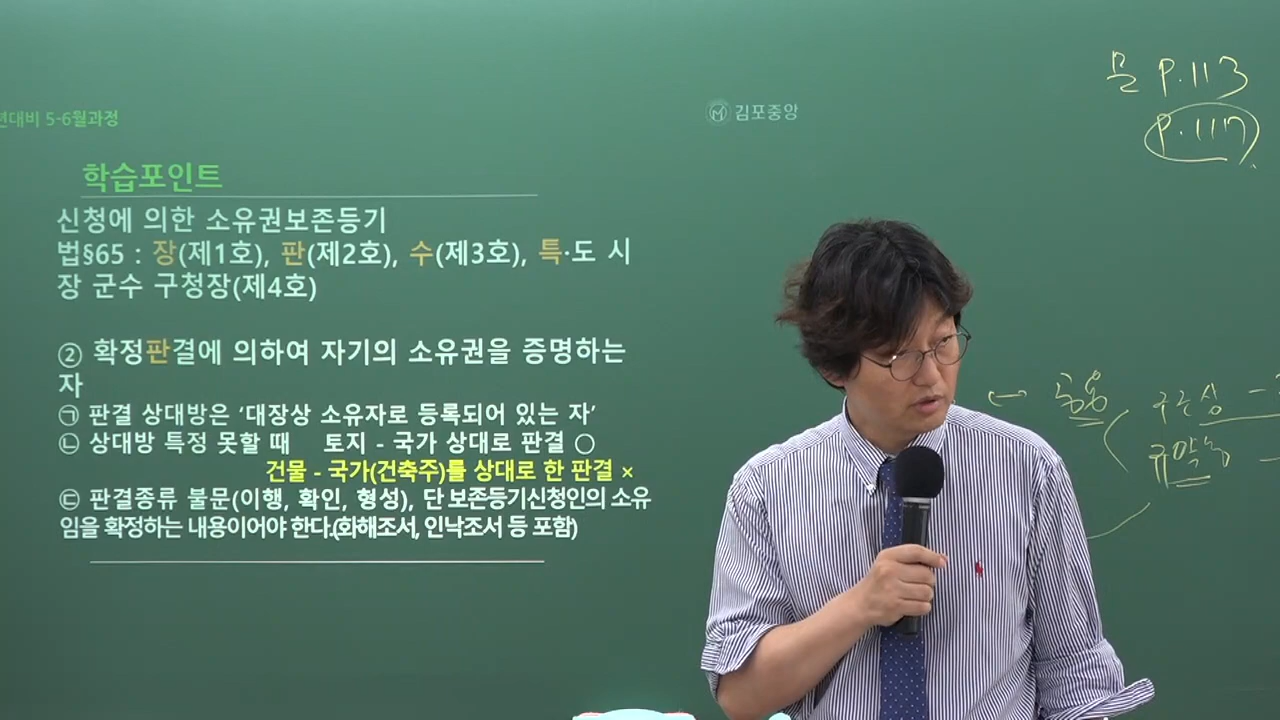 년대비 5-6월과정
김포중앙
문 p.113
p.117
학습포인트
신청에 의한 소유권보존등기
법§65 : 장(제1호), 판(제2호), 수(제3호), 특·도 시
장 군수 구청장(제4호)
② 확정판결에 의하여 자기의 소유권을 증명하는
자
㉠ 판결 상대방은 ‘대장상 소유자로 등록되어 있는 자’
㉡ 상대방 특정 못할 때 토지 - 국가 상대로 판결 ○
건물 - 국가(건축주)를 상대로 한 판결 ×
㉢ 판결종류 불문(이행, 확인, 형성), 단 보존등기신청인의 소유
임을 확정하는 내용이어야 한다.(화해조서, 인낙조서 등 포함)
공용
구분상
규약